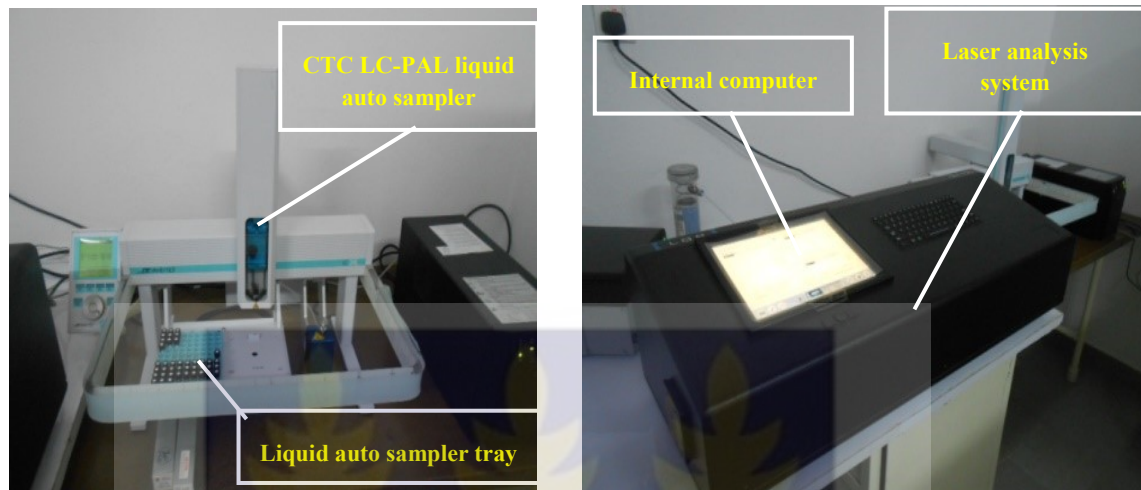 CTC LC-PAL liquid
auto sampler
Liquid auto sampler tray
Internal computer
Laser analysis
system